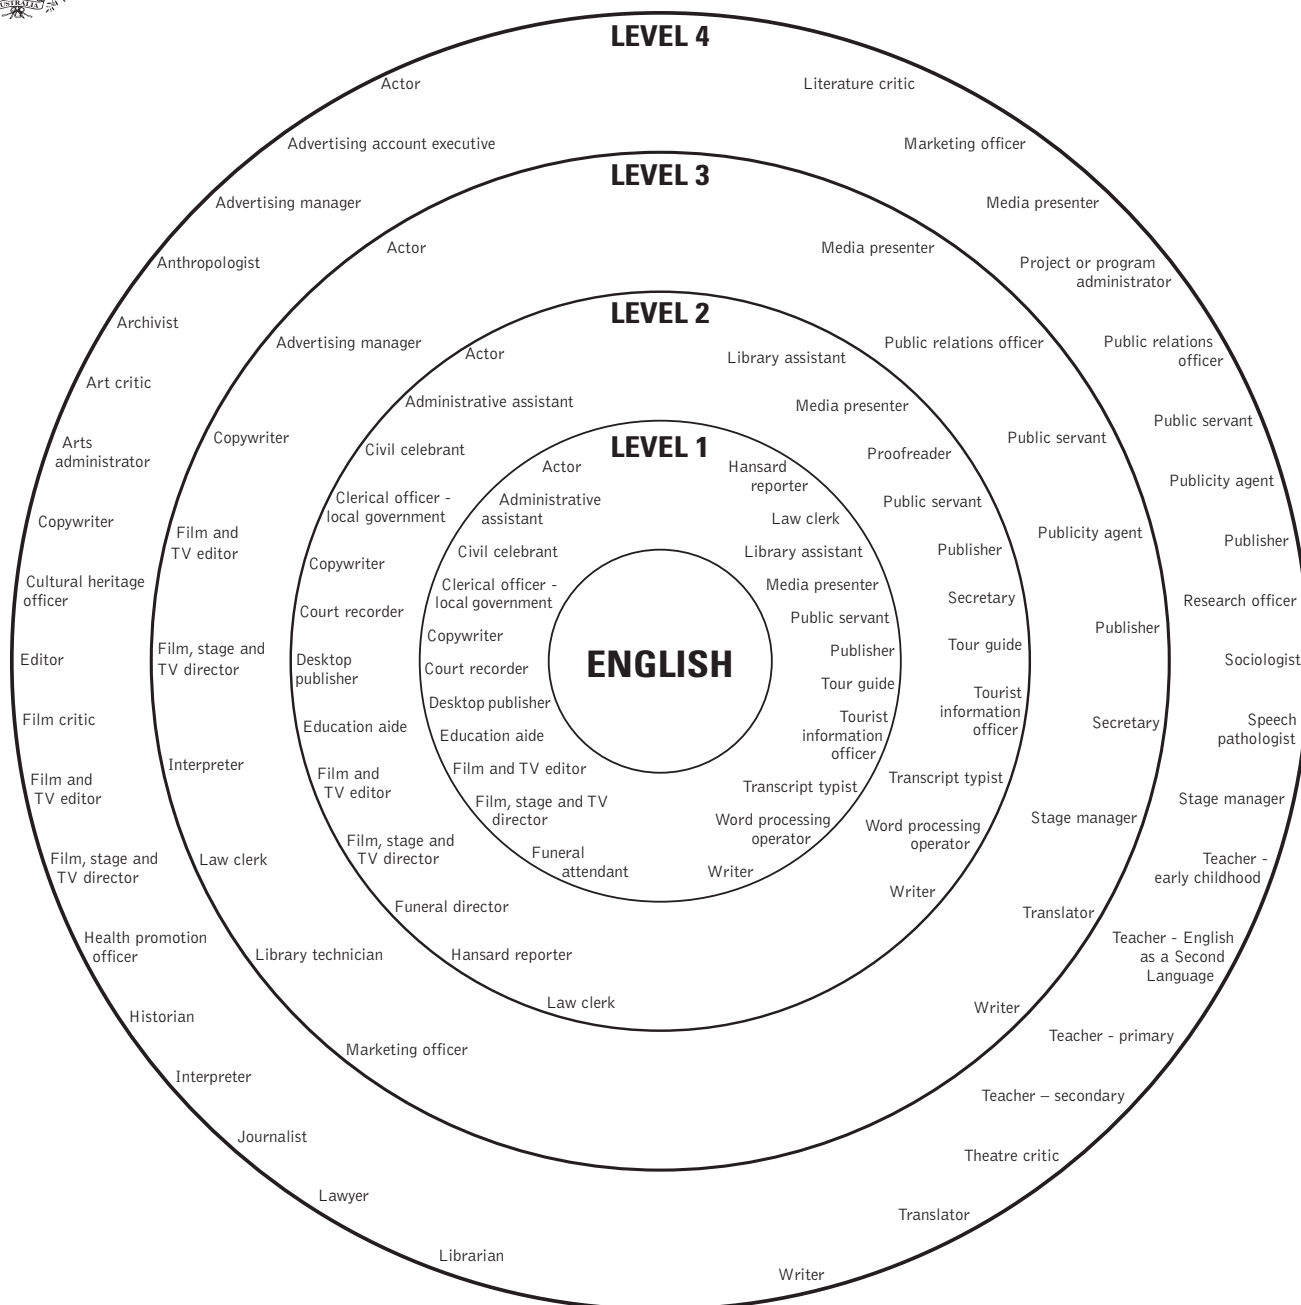 AUSTRALIA
LEVEL 4
Actor
Advertising account executive
Advertising manager
Anthropologist
Archivist
Art critic
Arts
administrator
Copywriter
Cultural heritage
officer
Editor
Film critic
Film and
TV editor
Film, stage and
TV director
Health promotion
officer
Historian
Interpreter
Journalist
Lawyer
Librarian
Literature critic
Marketing officer
Media presenter
Project or program
administrator
Public relations
officer
Public servant
Publicity agent
Publisher
Research officer
Sociologist
Speech
pathologist
Stage manager
Teacher -
early childhood
Teacher - English
as a Second
Language
Teacher - primary
Teacher – secondary
Theatre critic
Translator
Writer
LEVEL 3
Actor
Advertising manager
Copywriter
Film and
TV editor
Film, stage and
TV director
Interpreter
Law clerk
Library technician
Marketing officer
Media presenter
Public relations officer
Public servant
Publicity agent
Publisher
Secretary
Stage manager
Translator
Writer
LEVEL 2
Actor
Administrative assistant
Civil celebrant
Clerical officer -
local government
Copywriter
Court recorder
Desktop
publisher
Education aide
Film and
TV editor
Film, stage and
TV director
Funeral director
Hansard reporter
Law clerk
Library assistant
Media presenter
Proofreader
Public servant
Publisher
Secretary
Tour guide
Tourist
information
officer
Transcript typist
Word processing
operator
Writer
LEVEL 1
Actor
Administrative
assistant
Civil celebrant
Clerical officer -
local government
Copywriter
Court recorder
Desktop publisher
Education aide
Film and TV editor
Film, stage and TV
director
Funeral
attendant
Hansard
reporter
Law clerk
Library assistant
Media presenter
Public servant
Publisher
Tour guide
Tourist
information
officer
Transcript typist
Word processing
operator
Writer
ENGLISH